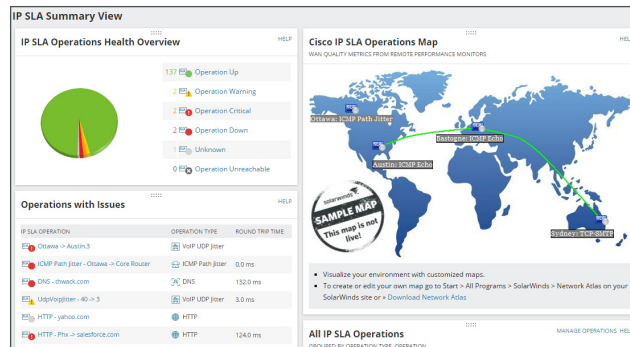 IP SLA Summary View
IP SLA Operations Health Overview
HELP
137 Operation Up
2 Operation Warning
2 Operation Critical
2 Operation Down
1 Unknown
0 Operation Unreachable
Operations with Issues
HELP
IP SLA OPERATION OPERATION TYPE ROUND TRIP TIME
Ottawa -> Austin.3 VoIP UDP Jitter
ICMP Path Jitter - Ottawa -> Core Router ICMP Path Jitter 0.0 ms
DNS - thwack.com DNS 132.0 ms
UdpVoipJitter - 40 -> 3 VoIP UDP Jitter 3.0 ms
HTTP - yahoo.com HTTP
HTTP - Phx -> salesforce.com HTTP 124.0 ms
Cisco IP SLA Operations Map
HEL
WAN QUALITY METRICS FROM REMOTE PERFORMANCE MONITORS
Ottawa: ICMP Path Jitter
Bastogne: ICMP Echo
Austin: ICMP Echo
Sydney: TCP-SMTP
solarwinds
SAMPLE MAP
This map is not
live!
Visualize your environment with customized maps.
To create or edit your own map go to Start > All Programs > SolarWinds > Network Atlas on your
SolarWinds site or » Download Network Atlas
All IP SLA Operations
MANAGE OPERATIONS HEL
GROUPED BY OPERATION TYPE, OPERATION